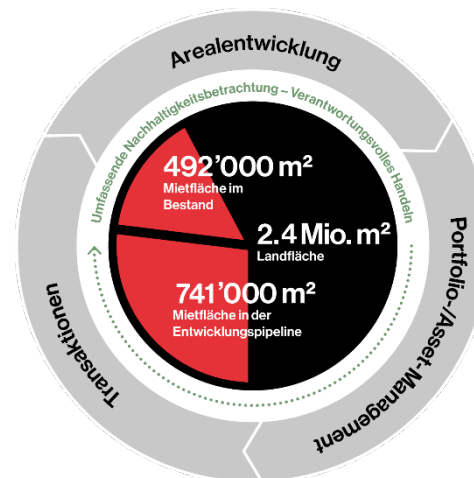 Arealentwicklung
Umfassende Nachhaltigkeitsbetrachtung – Verantwortungsvolles Handeln
492’000 m²
Mietfläche im
Bestand
2.4 Mio. m²
Landfläche
741’000 m²
Mietfläche in der
Entwicklungspipeline
Portfolio-/Asset-Management
Transaktionen